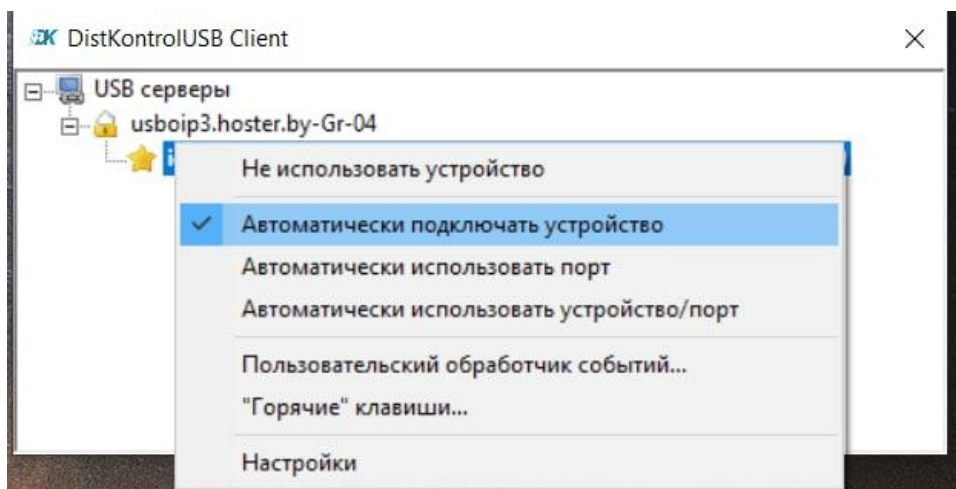 DistKontrolUSB Client
USB серверы
usboip3.hoster.by-Gr-04
Не использовать устройство
Автоматически подключать устройство
Автоматически использовать порт
Автоматически использовать устройство/порт
Пользовательский обработчик событий...
"Горячие" клавиши...
Настройки